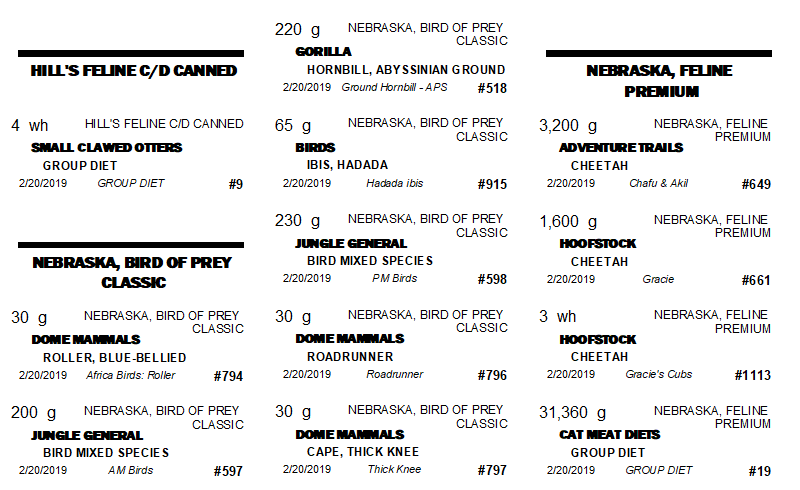 HILL'S FELINE C/D CANNED
4 wh HILL'S FELINE C/D CANNED
SMALL CLAWED OTTERS
GROUP DIET
2/20/2019 GROUP DIET #9
NEBRASKA, BIRD OF PREY
CLASSIC
30 g NEBRASKA, BIRD OF PREY
CLASSIC
DOME MAMMALS
ROLLER, BLUE-BELLIED
2/20/2019 Africa Birds: Roller #794
200 g NEBRASKA, BIRD OF PREY
CLASSIC
JUNGLE GENERAL
BIRD MIXED SPECIES
2/20/2019 AM Birds #597
220 g NEBRASKA, BIRD OF PREY
CLASSIC
GORILLA
HORNBILL, ABYSSINIAN GROUND
2/20/2019 Ground Hornbill - APS #518
65 g NEBRASKA, BIRD OF PREY
CLASSIC
BIRDS
IBIS, HADADA
2/20/2019 Hadada ibis #915
230 g NEBRASKA, BIRD OF PREY
CLASSIC
JUNGLE GENERAL
BIRD MIXED SPECIES
2/20/2019 PM Birds #598
30 g NEBRASKA, BIRD OF PREY
CLASSIC
DOME MAMMALS
ROADRUNNER
2/20/2019 Roadrunner #796
30 g NEBRASKA, BIRD OF PREY
CLASSIC
DOME MAMMALS
CAPE, THICK KNEE
2/20/2019 Thick Knee #797
NEBRASKA, FELINE
PREMIUM
3,200 g NEBRASKA, FELINE
PREMIUM
ADVENTURE TRAILS
CHEETAH
2/20/2019 Chafu & Akil #649
1,600 g NEBRASKA, FELINE
PREMIUM
HOOFSTOCK
CHEETAH
2/20/2019 Gracie #661
3 wh NEBRASKA, FELINE
PREMIUM
HOOFSTOCK
CHEETAH
2/20/2019 Gracie's Cubs #1113
31,360 g NEBRASKA, FELINE
PREMIUM
CAT MEAT DIETS
GROUP DIET
2/20/2019 GROUP DIET #19